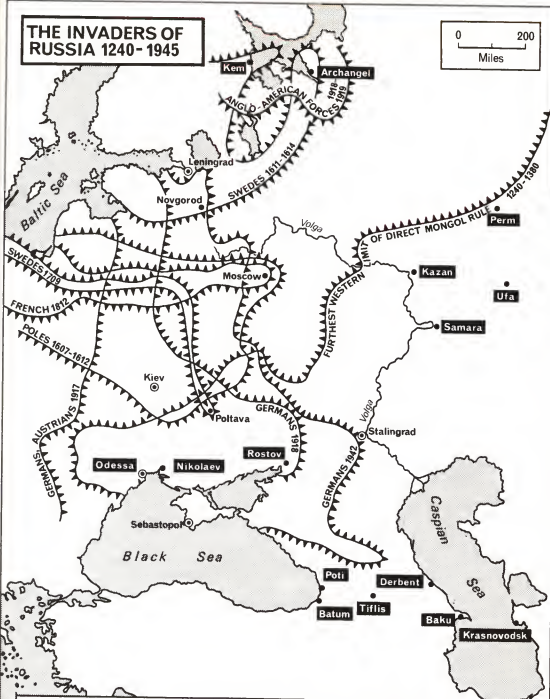 THE INVADERS OF
RUSSIA 1240-1945
0 200
Miles
Kem
Archangel
ANGLO-AMERICAN FORCES 1918-
1919
Leningrad
SWEDES 1611-1614
Baltic Sea
Novgorod
Volga
FURTHEST WESTERN LIMIT OF DIRECT MONGOL RULE 1240-1380
Perm
Moscow
Kazan
Ufa
SWEDES 1709
FRENCH 1812
Samara
POLES 1607-1612
Kiev
Poltava
GERMANS, AUSTRIANS 1917
GERMANS 1918
Volga
Stalingrad
Rostov
Odessa
Nikolaev
GERMANS 1942
Sebastopol
Caspian
Sea
Black Sea
Poti
Derbent
Batum
Tiflis
Baku
Krasnovodsk